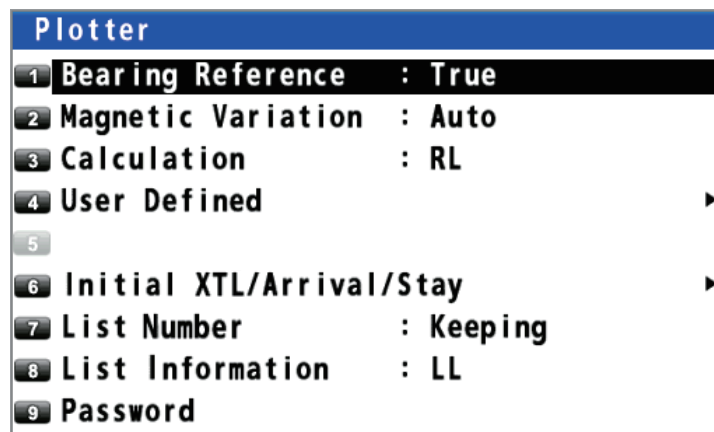 Plotter
1 Bearing Reference : True
2 Magnetic Variation : Auto
3 Calculation : RL
4 User Defined
5
6 Initial XTL/Arrival/Stay
7 List Number : Keeping
8 List Information : LL
9 Password